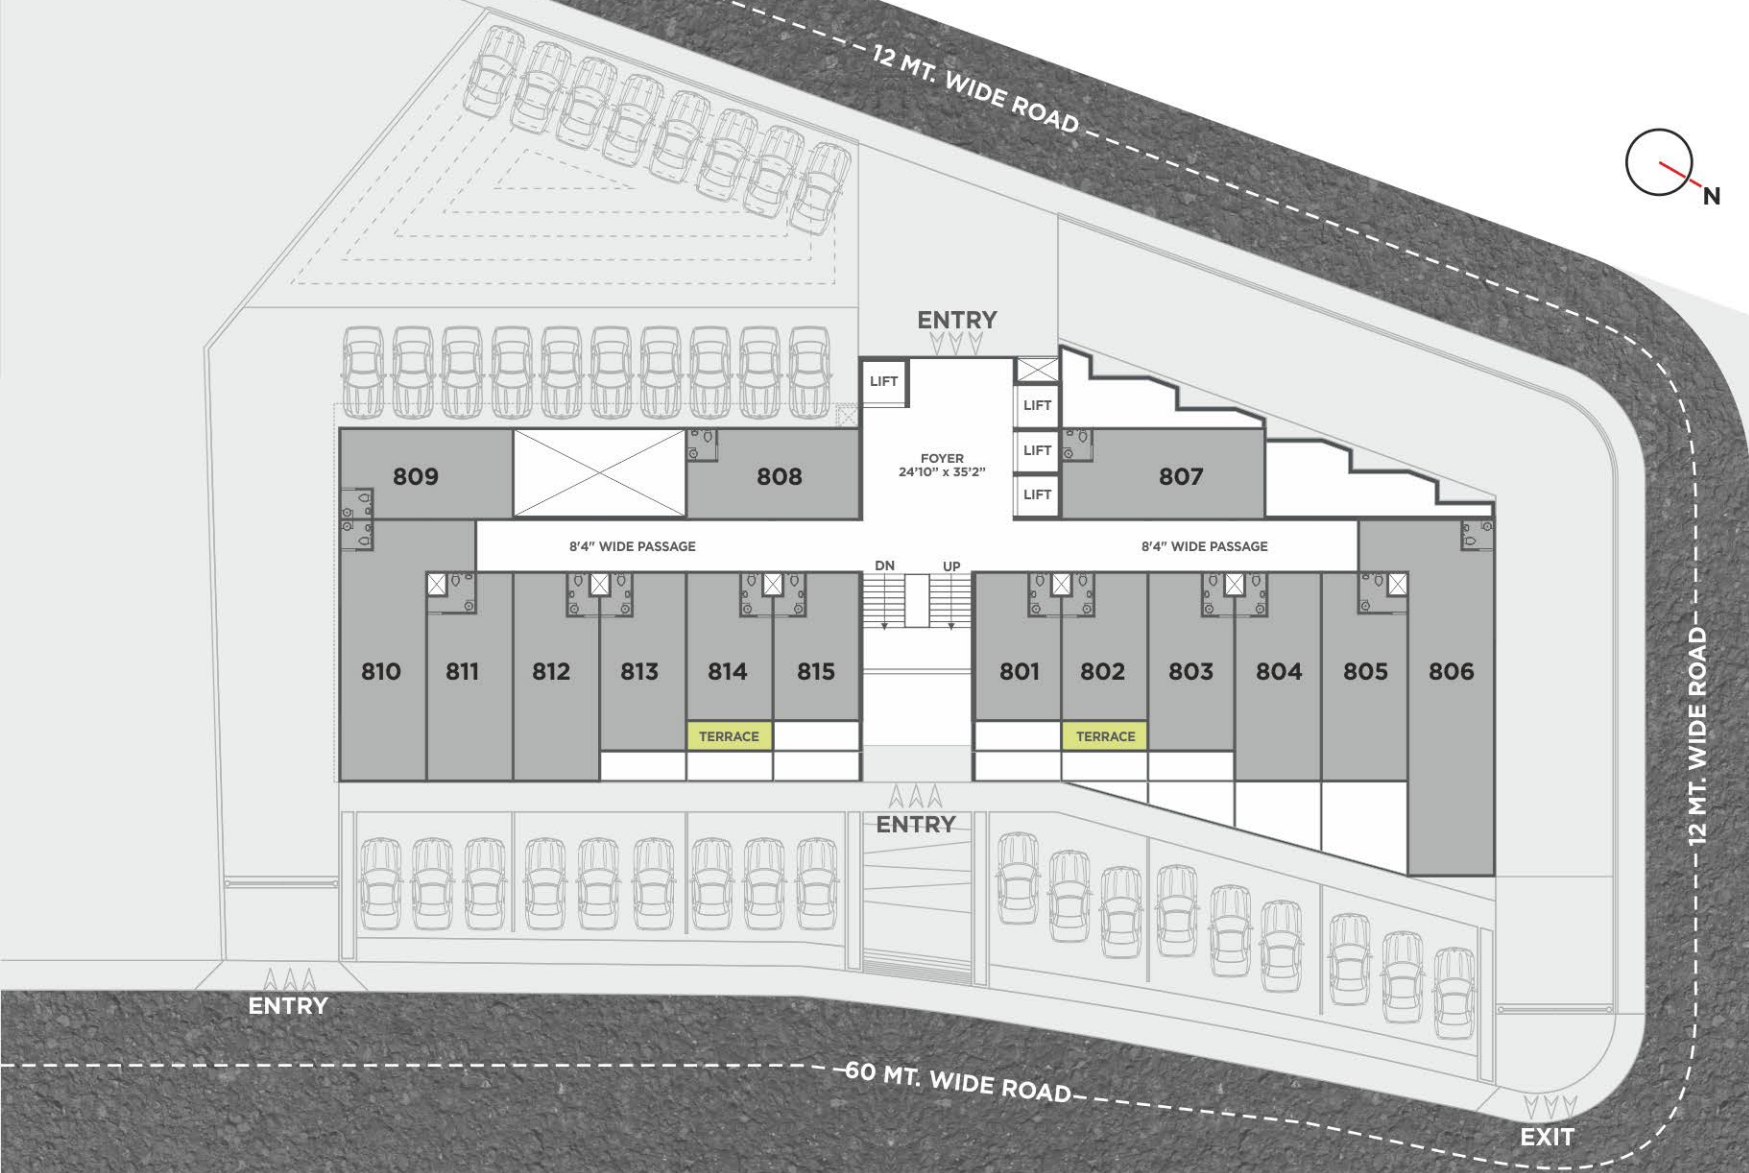 12 MT. WIDE ROAD
N
ENTRY
LIFT
LIFT
LIFT
LIFT
FOYER
24'10" x 35'2"
809
808
807
8'4" WIDE PASSAGE
8'4" WIDE PASSAGE
DN
UP
810
811
812
813
814
815
801
802
803
804
805
806
TERRACE
TERRACE
12 MT. WIDE ROAD
ENTRY
ENTRY
60 MT. WIDE ROAD
EXIT